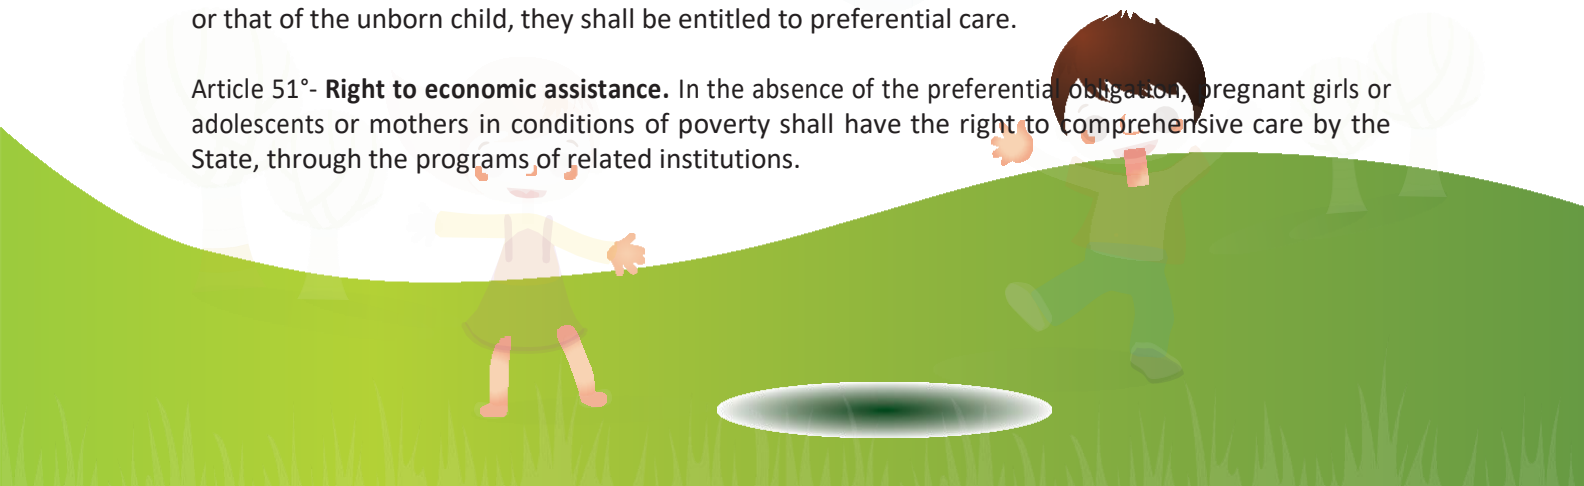 or that of the unborn child, they shall be entitled to preferential care.
Article 51°- Right to economic assistance. In the absence of the preferential obligation, pregnant girls or
adolescents or mothers in conditions of poverty shall have the right to comprehensive care by the
State, through the programs of related institutions.